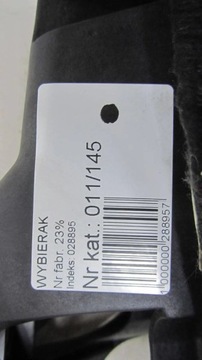 WYBIERAK
Nr fabr. 23%
Indeks: 028895
Nr kat.: 011/145
1000000288957